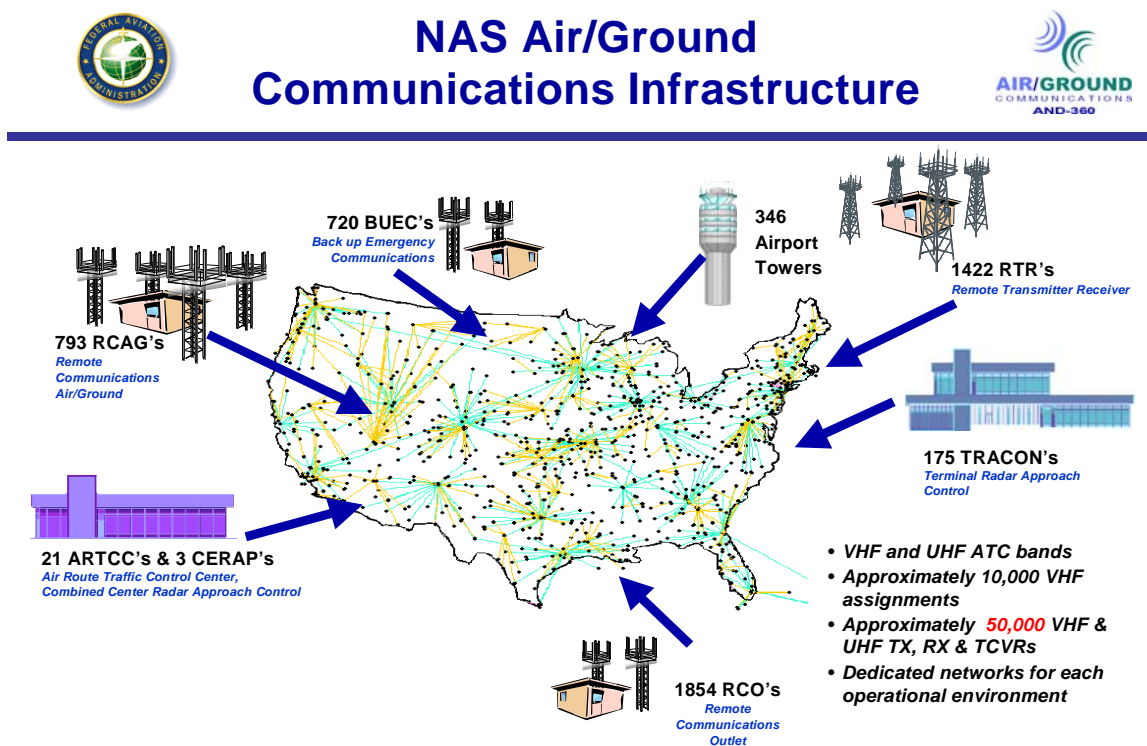 NAS Air/Ground
Communications Infrastructure
FEDERAL AVIATION
ADMINISTRATION
AIR/GROUND
COMMUNICATIONS
AND-360
720 BUEC's
Back up Emergency
Communications
346
Airport
Towers
1422 RTR's
Remote Transmitter Receiver
793 RCAG's
Remote
Communications
Air/Ground
175 TRACON's
Terminal Radar Approach
Control
21 ARTCC's & 3 CERAP's
Air Route Traffic Control Center,
Combined Center Radar Approach Control
1854 RCO's
Remote
Communications
Outlet
• VHF and UHF ATC bands
• Approximately 10,000 VHF
assignments
• Approximately 50,000 VHF &
UHF TX, RX & TCVRs
• Dedicated networks for each
operational environment